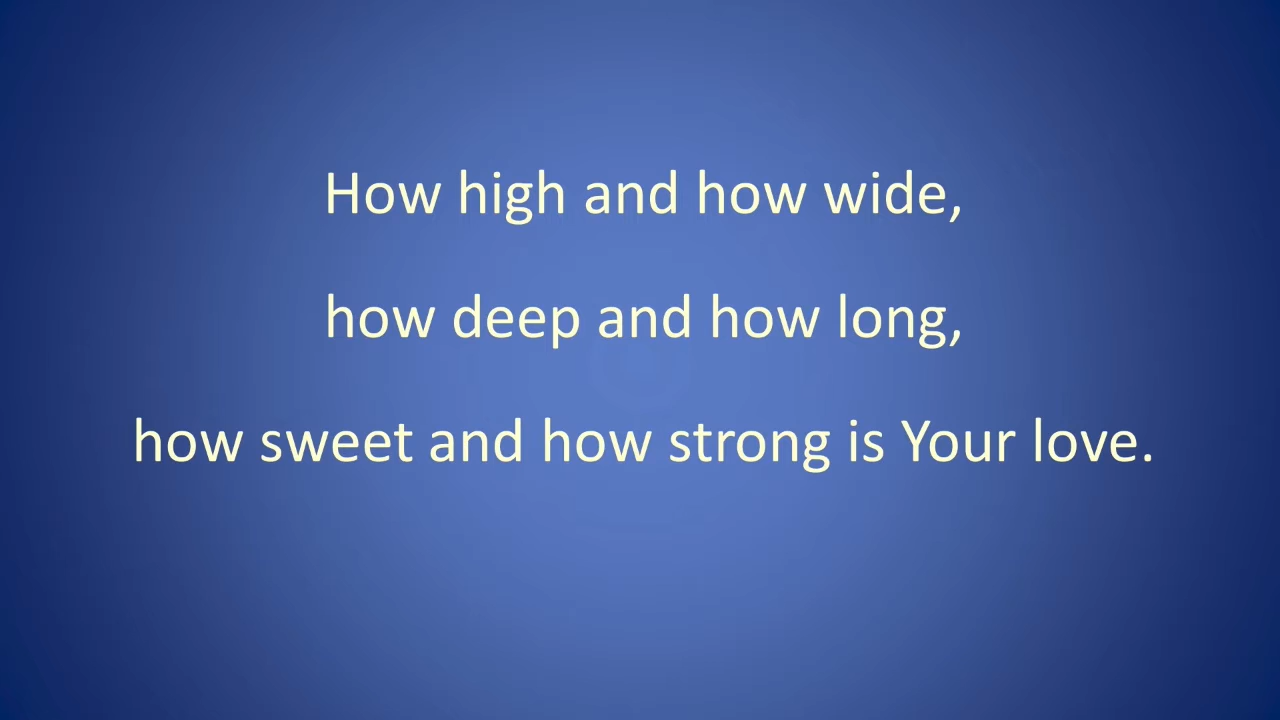 How high and how wide,
how deep and how long,
how sweet and how strong is Your love.